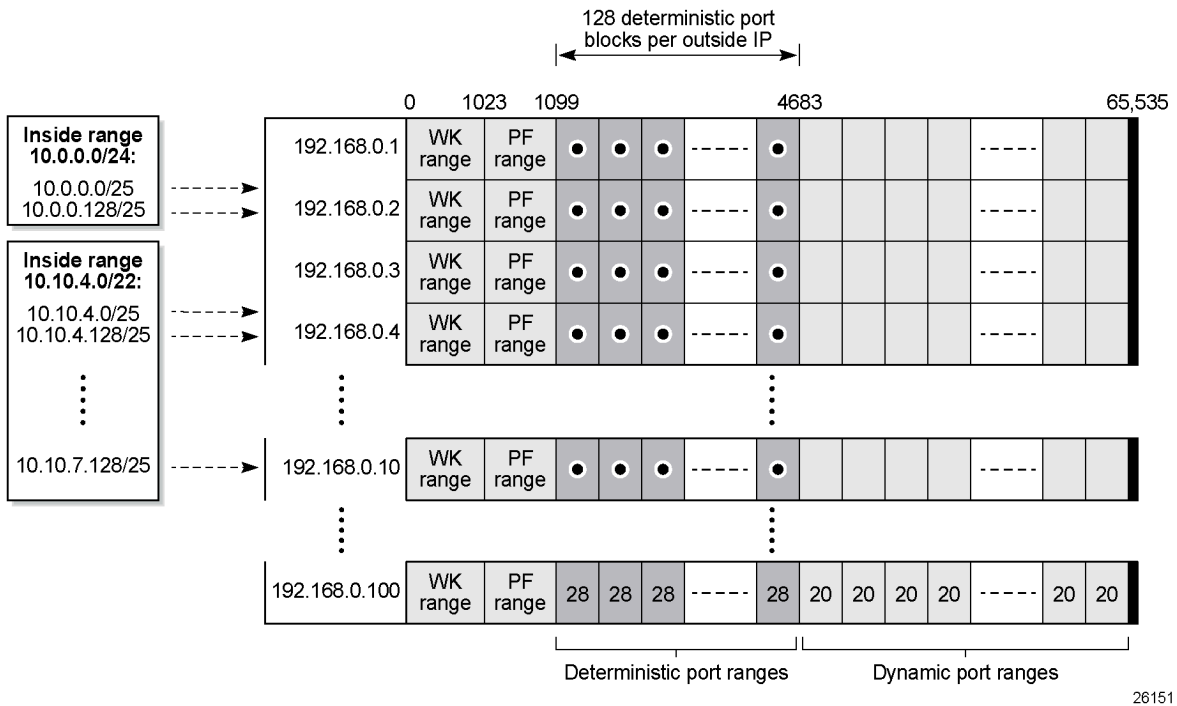 128 deterministic port
blocks per outside IP
0 1023 1099 4683 65,535
Inside range
10.0.0.0/24:
10.0.0.0/25
10.0.0.128/25
Inside range
10.10.4.0/22:
10.10.4.0/25
10.10.4.128/25
10.10.7.128/25
192.168.0.1 WK range PF range
192.168.0.2 WK range PF range
192.168.0.3 WK range PF range
192.168.0.4 WK range PF range
192.168.0.10 WK range PF range
192.168.0.100 WK range PF range 28 28 28 28 20 20 20 20 20 20
Deterministic port ranges Dynamic port ranges
26151